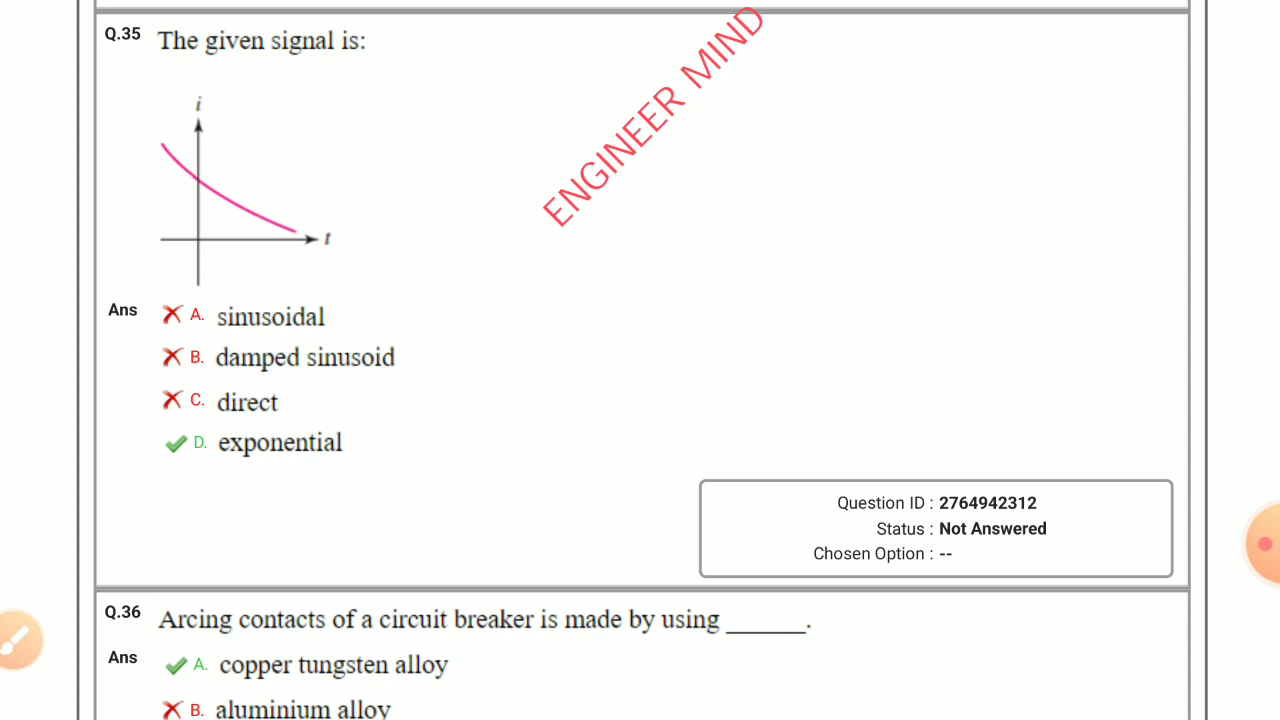 Q.35 The given signal is:
ENGINEER MIND
i
t
Ans A. sinusoidal
B. damped sinusoid
C. direct
D. exponential
Question ID : 2764942312
Status : Not Answered
Chosen Option : --
Q.36 Arcing contacts of a circuit breaker is made by using ______.
Ans A. copper tungsten alloy
B. aluminium alloy